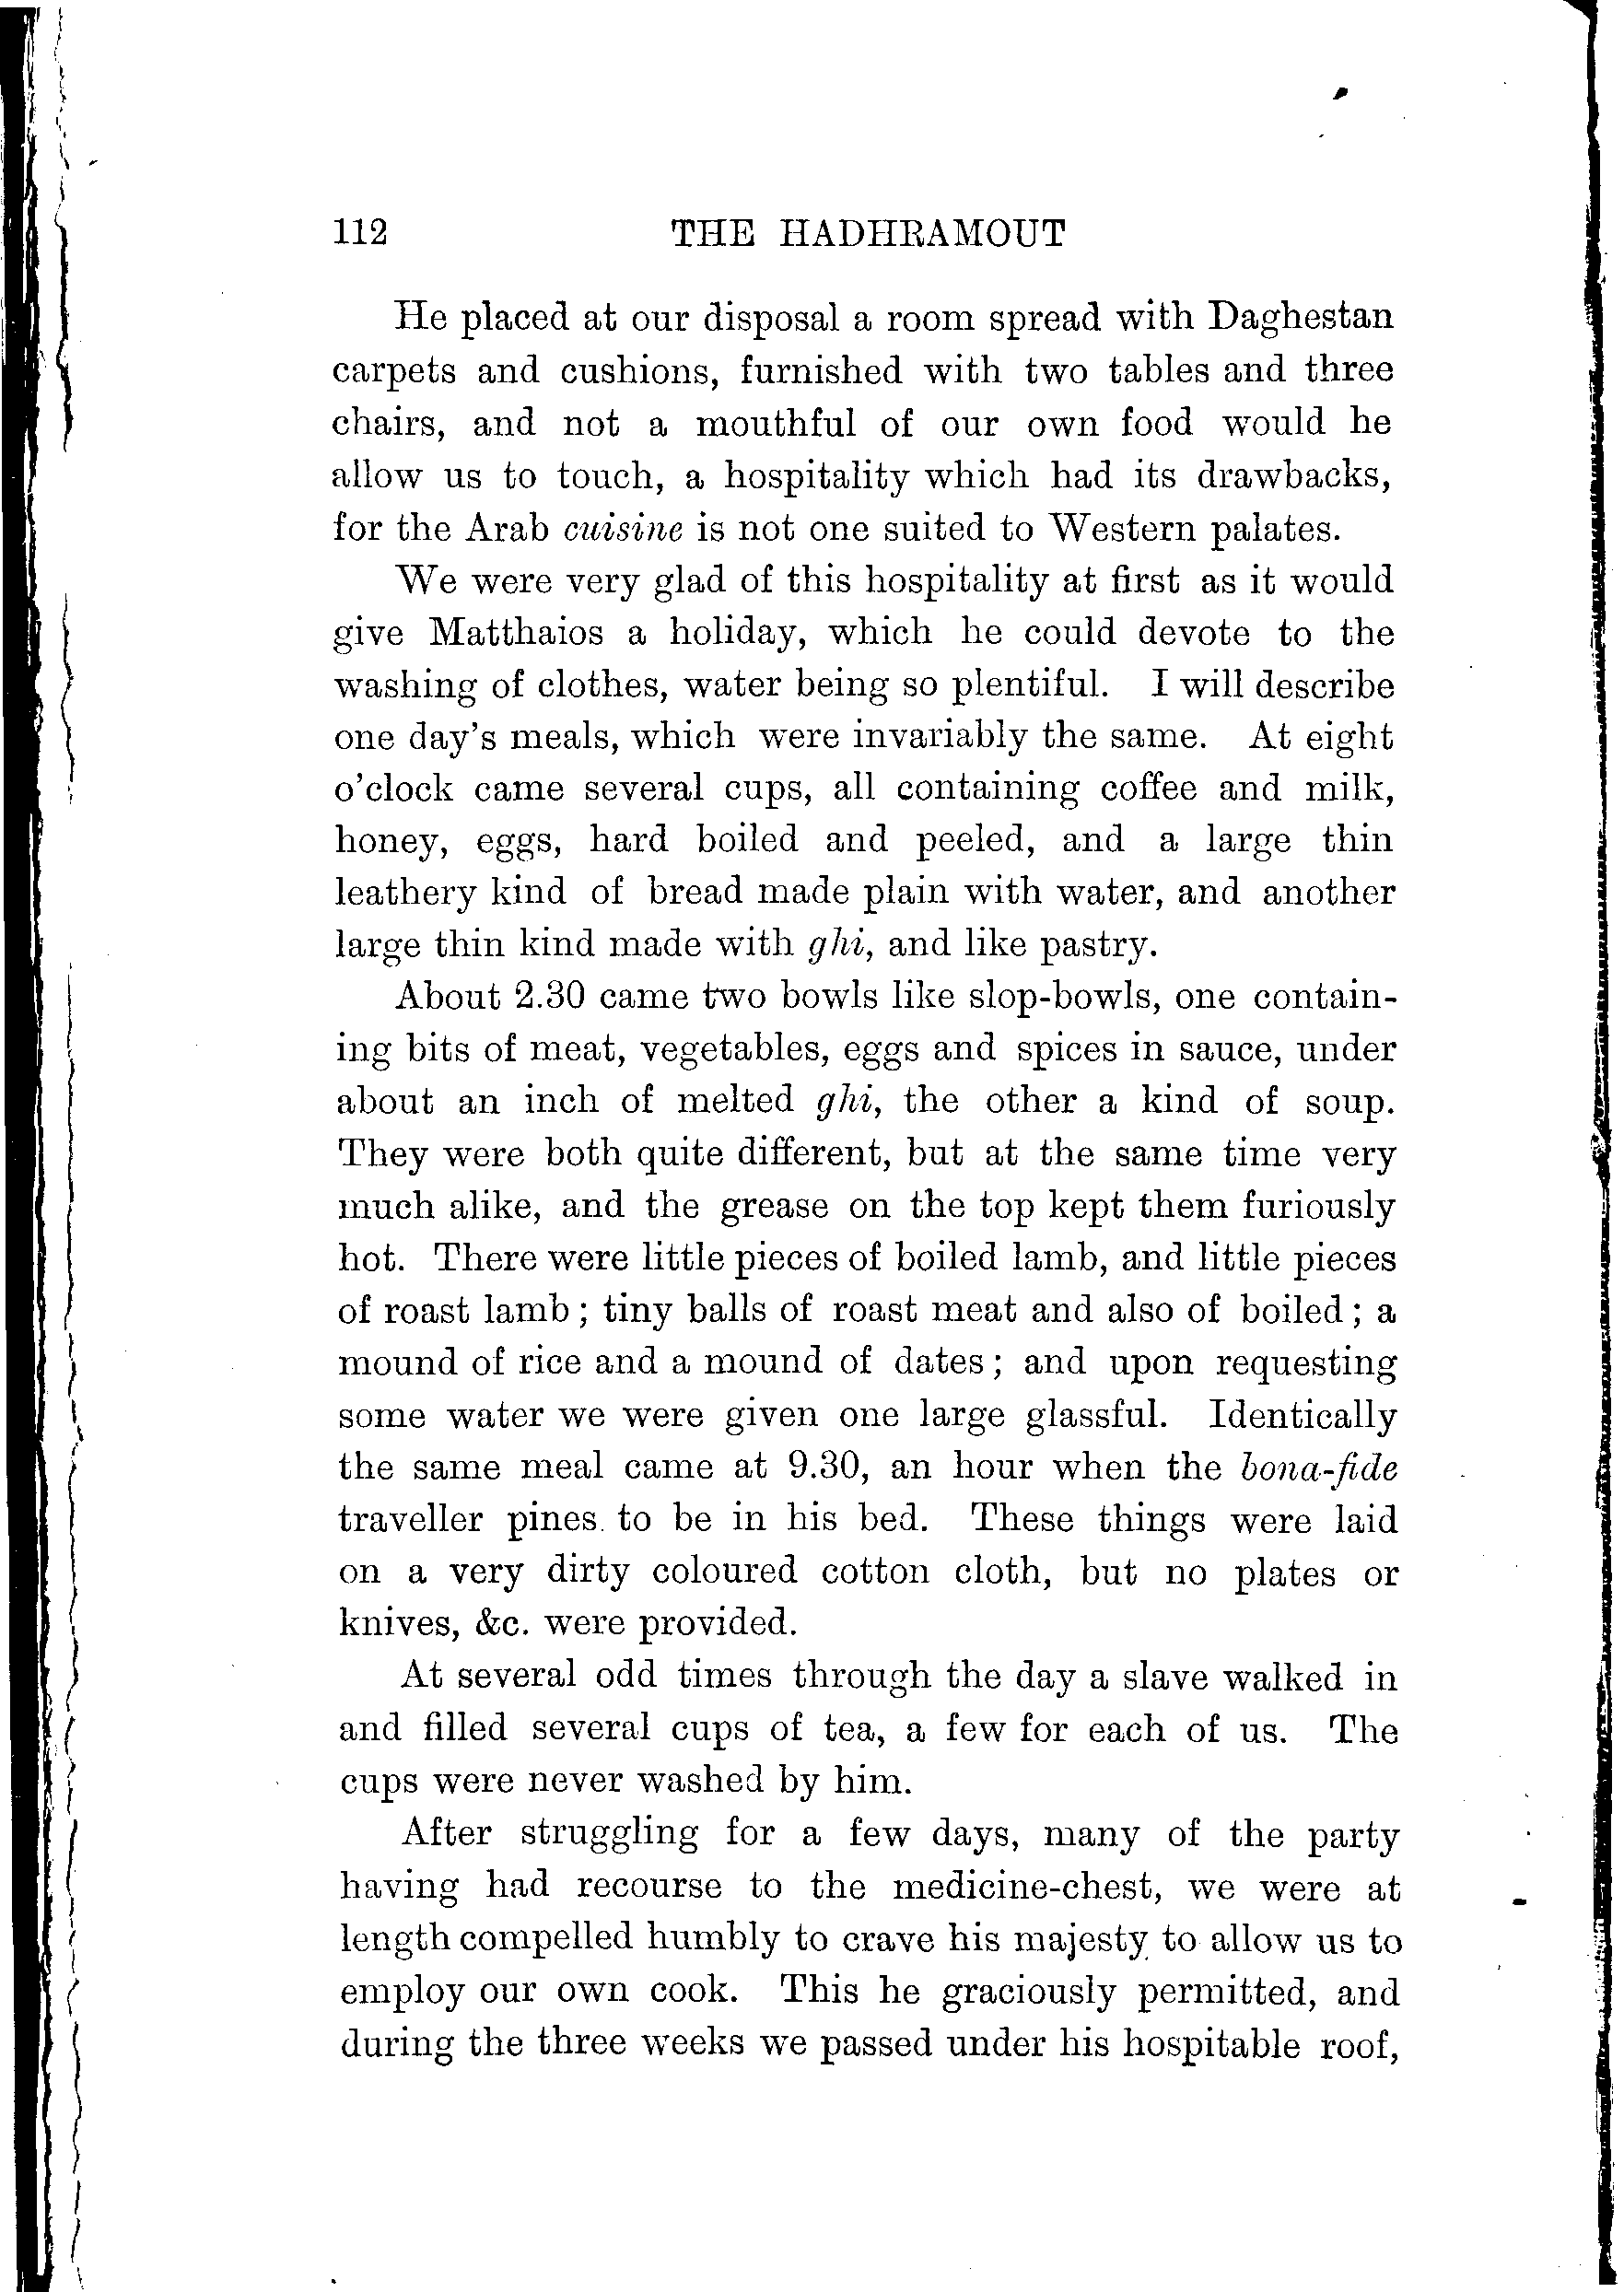 112 THE HADHRAMOUT
He placed at our disposal a room spread with Daghestan
carpets and cushions, furnished with two tables and three
chairs, and not a mouthful of our own food would he
allow us to touch, a hospitality which had its drawbacks,
for the Arab cuisine is not one suited to Western palates.
We were very glad of this hospitality at first as it would
give Matthaios a holiday, which he could devote to the
washing of clothes, water being so plentiful. I will describe
one day's meals, which were invariably the same. At eight
o'clock came several cups, all containing coffee and milk,
honey, eggs, hard boiled and peeled, and a large thin
leathery kind of bread made plain with water, and another
large thin kind made with ghi, and like pastry.
About 2.30 came two bowls like slop-bowls, one contain-
ing bits of meat, vegetables, eggs and spices in sauce, under
about an inch of melted ghi, the other a kind of soup.
They were both quite different, but at the same time very
much alike, and the grease on the top kept them furiously
hot. There were little pieces of boiled lamb, and little pieces
of roast lamb; tiny balls of roast meat and also of boiled; a
mound of rice and a mound of dates; and upon requesting
some water we were given one large glassful. Identically
the same meal came at 9.30, an hour when the bona-fide
traveller pines to be in his bed. These things were laid
on a very dirty coloured cotton cloth, but no plates or
knives, &c. were provided.
At several odd times through the day a slave walked in
and filled several cups of tea, a few for each of us. The
cups were never washed by him.
After struggling for a few days, many of the party
having had recourse to the medicine-chest, we were at
length compelled humbly to crave his majesty to allow us to
employ our own cook. This he graciously permitted, and
during the three weeks we passed under his hospitable roof,